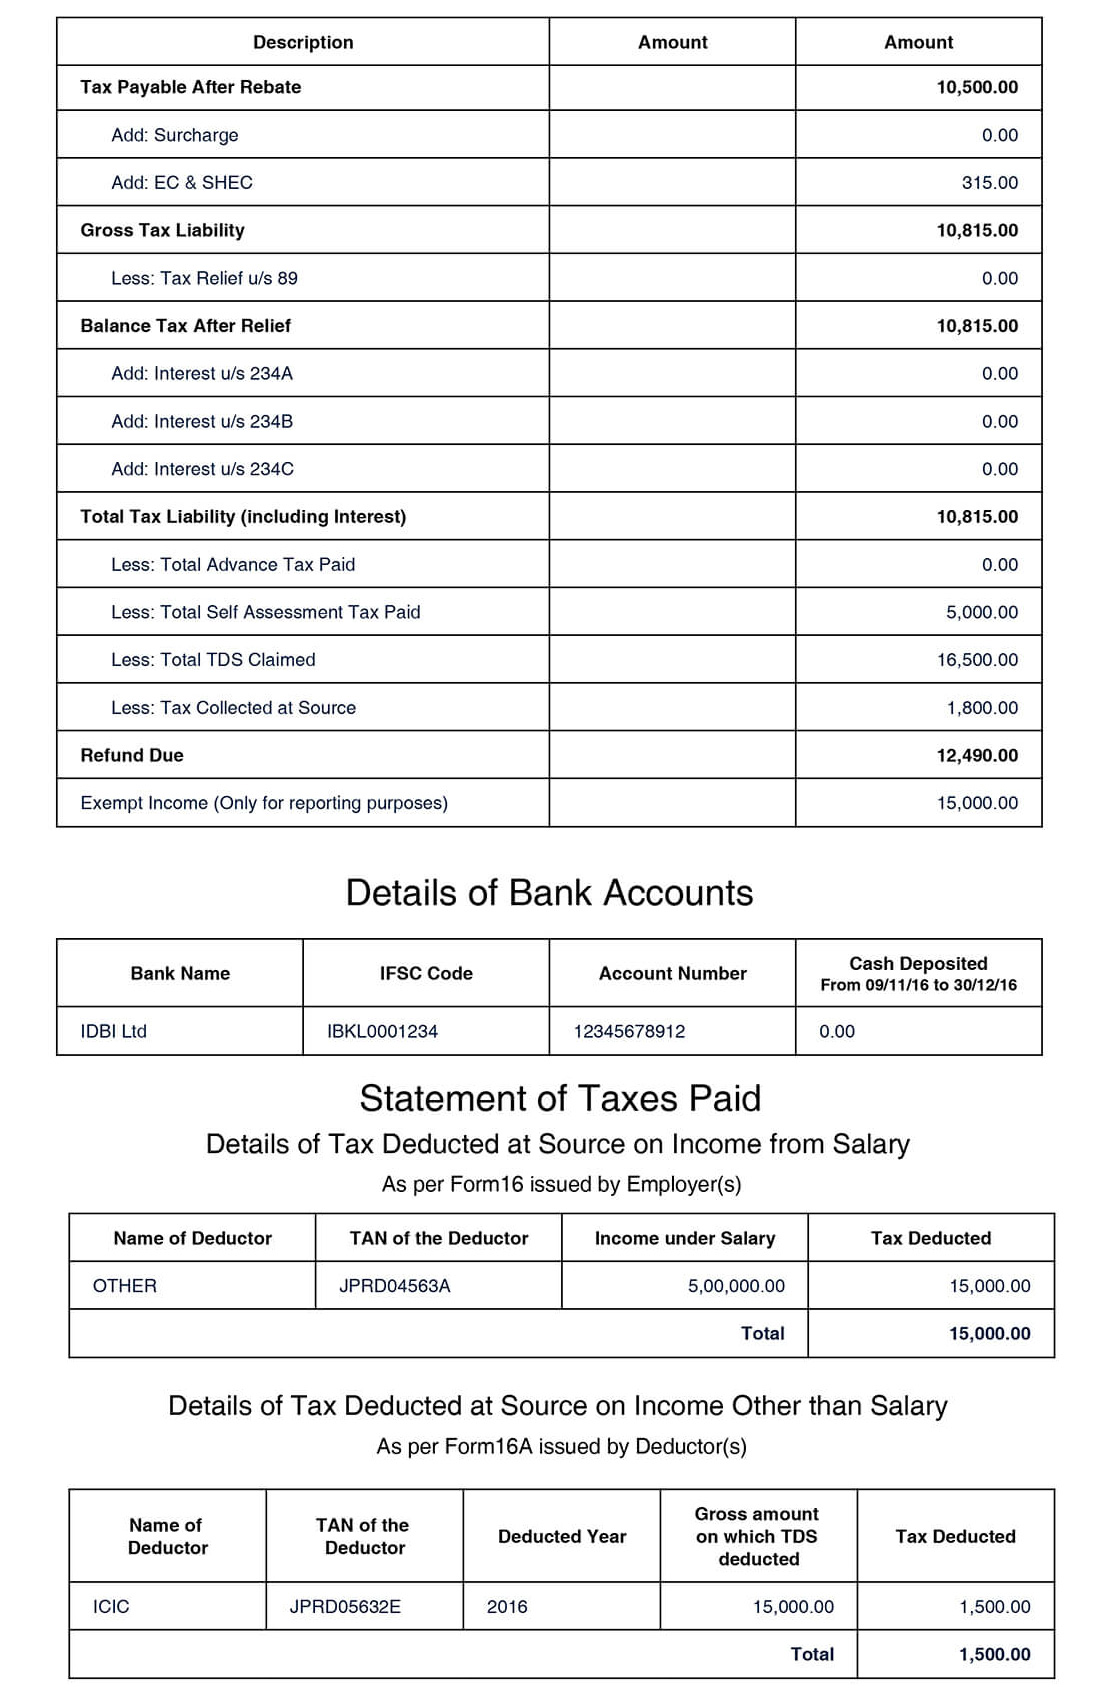 Description Amount Amount
Tax Payable After Rebate 10,500.00
Add: Surcharge 0.00
Add: EC & SHEC 315.00
Gross Tax Liability 10,815.00
Less: Tax Relief u/s 89 0.00
Balance Tax After Relief 10,815.00
Add: Interest u/s 234A 0.00
Add: Interest u/s 234B 0.00
Add: Interest u/s 234C 0.00
Total Tax Liability (including Interest) 10,815.00
Less: Total Advance Tax Paid 0.00
Less: Total Self Assessment Tax Paid 5,000.00
Less: Total TDS Claimed 16,500.00
Less: Tax Collected at Source 1,800.00
Refund Due 12,490.00
Exempt Income (Only for reporting purposes) 15,000.00
Details of Bank Accounts
Bank Name IFSC Code Account Number Cash Deposited
From 09/11/16 to 30/12/16
IDBI Ltd IBKL0001234 12345678912 0.00
Statement of Taxes Paid
Details of Tax Deducted at Source on Income from Salary
As per Form16 issued by Employer(s)
Name of Deductor TAN of the Deductor Income under Salary Tax Deducted
OTHER JPRD04563A 5,00,000.00 15,000.00
Total 15,000.00
Details of Tax Deducted at Source on Income Other than Salary
As per Form16A issued by Deductor(s)
Name of
Deductor
TAN of the
Deductor
Deducted Year
Gross amount
on which TDS
deducted
Tax Deducted
ICIC JPRD05632E 2016 15,000.00 1,500.00
Total 1,500.00